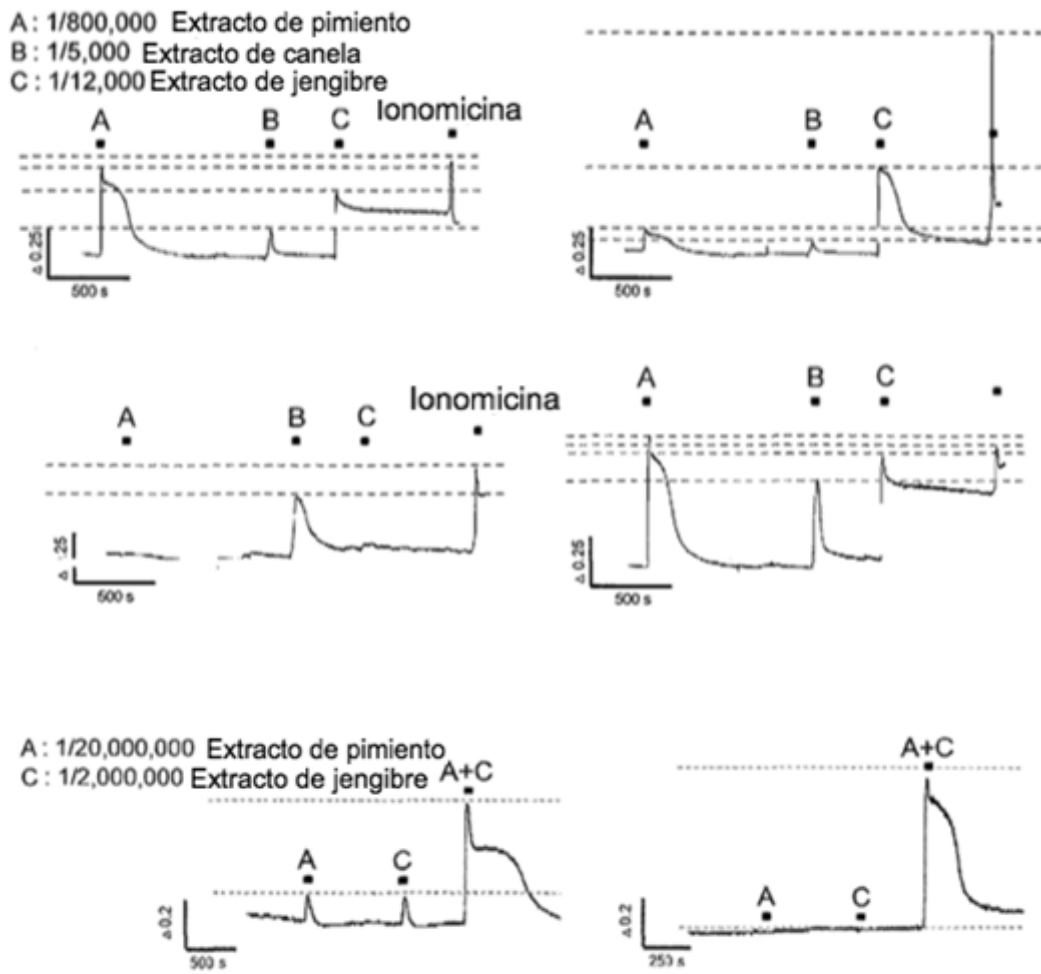 A : 1/800,000 Extracto de pimiento
B : 1/5,000 Extracto de canela
C : 1/12,000 Extracto de jengibre
A B C Ionomicina
Δ 0.25
500 s
A B C
Δ 0.25
500 s
A B C Ionomicina
Δ .25
500 s
A B C
Δ 0.25
500 s
A : 1/20,000,000 Extracto de pimiento
C : 1/2,000,000 Extracto de jengibre
A C A+C
Δ 0.2
500 s
A C A+C
Δ 0.2
250 s